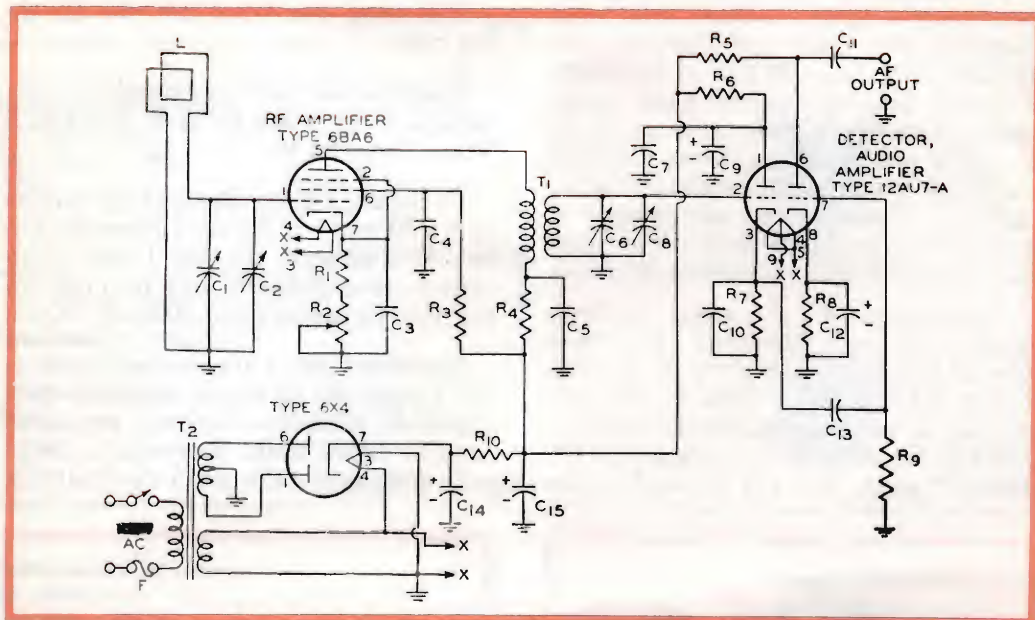 L
RF AMPLIFIER
TYPE 6BA6
5
1
2
6
4
7
X
X
3
C1
C2
R1
R2
C3
C4
R3
R4
C5
T1
C6
C8
R5
R6
C11
AF
OUTPUT
C7
+
-
C9
1
6
DETECTOR,
AUDIO
AMPLIFIER
TYPE 12AU7-A
2
7
3
8
4
5
9
X
X
R7
C10
R8
C12
+
-
C13
R9
TYPE 6X4
T2
6
1
7
3
4
R10
+
-
C14
+
-
C15
AC
F
X
X